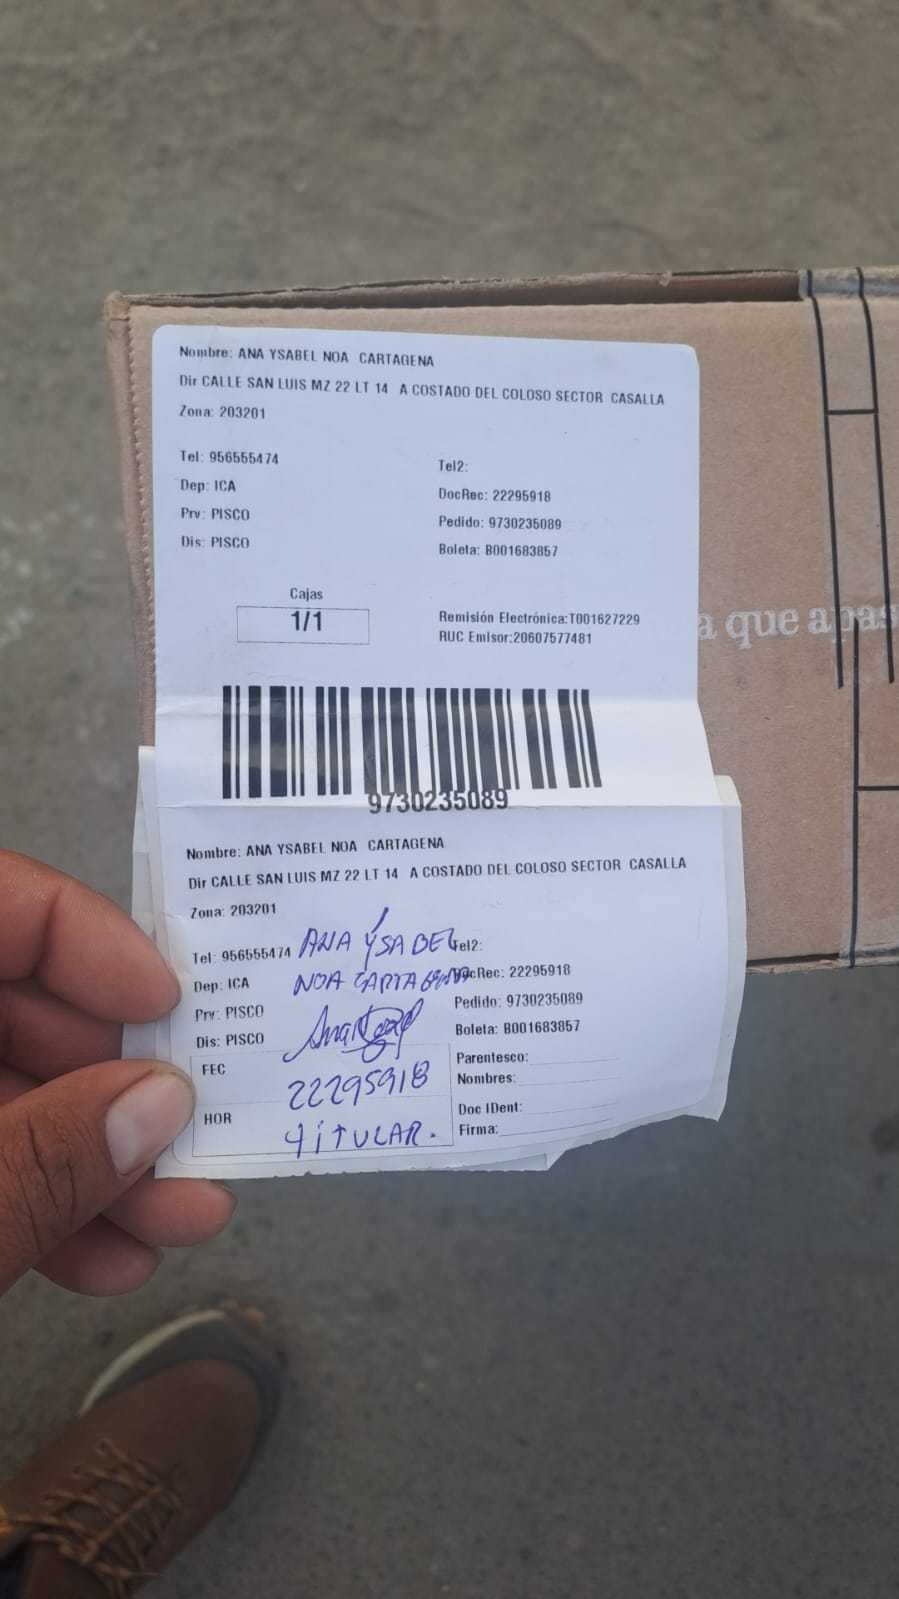 Nombre: ANA YSABEL NOA CARTAGENA
Dir CALLE SAN LUIS MZ 22 LT 14 A COSTADO DEL COLOSO SECTOR CASALLA
Zona: 203201
Tel: 956555474
Tel2:
Dep: ICA
DocRec: 22295918
Prv: PISCO
Pedido: 9730235089
Dis: PISCO
Boleta: B001683857
Cajas
1/1
Remisión Electrónica:T001627229
RUC Emisor:20607577481
a que apas
9730235089
Nombre: ANA YSABEL NOA CARTAGENA
Dir CALLE SAN LUIS MZ 22 LT 14 A COSTADO DEL COLOSO SECTOR CASALLA
Zona: 203201
Tel: 956555474
ANA YSABEL
Tel2:
Dep: ICA
NOA CARTAGENA
DocRec: 22295918
Prv: PISCO
Pedido: 9730235089
Dis: PISCO
Boleta: B001683857
FEC
22295918
Parentesco:
Nombres:
HOR
TITULAR.
Doc IDent:
Firma: